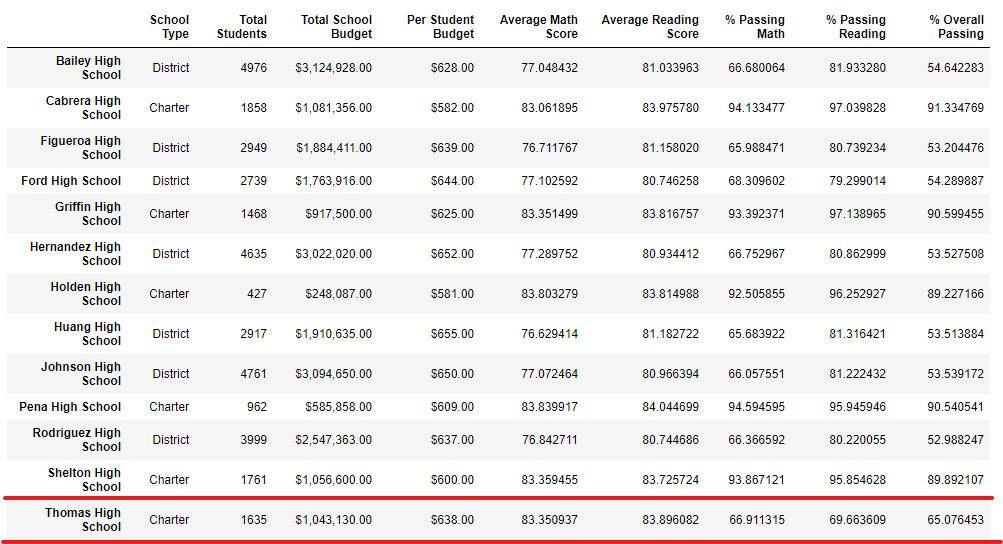 School Type Total Students Total School Budget Per Student Budget Average Math Score Average Reading Score % Passing Math % Passing Reading % Overall Passing
Bailey High School District 4976 $3,124,928.00 $628.00 77.048432 81.033963 66.680064 81.933280 54.642283
Cabrera High School Charter 1858 $1,081,356.00 $582.00 83.061895 83.975780 94.133477 97.039828 91.334769
Figueroa High School District 2949 $1,884,411.00 $639.00 76.711767 81.158020 65.988471 80.739234 53.204476
Ford High School District 2739 $1,763,916.00 $644.00 77.102592 80.746258 68.309602 79.299014 54.289887
Griffin High School Charter 1468 $917,500.00 $625.00 83.351499 83.816757 93.392371 97.138965 90.599455
Hernandez High School District 4635 $3,022,020.00 $652.00 77.289752 80.934412 66.752967 80.862999 53.527508
Holden High School Charter 427 $248,087.00 $581.00 83.803279 83.814988 92.505855 96.252927 89.227166
Huang High School District 2917 $1,910,635.00 $655.00 76.629414 81.182722 65.683922 81.316421 53.513884
Johnson High School District 4761 $3,094,650.00 $650.00 77.072464 80.966394 66.057551 81.222432 53.539172
Pena High School Charter 962 $585,858.00 $609.00 83.839917 84.044699 94.594595 95.945946 90.540541
Rodriguez High School District 3999 $2,547,363.00 $637.00 76.842711 80.744686 66.366592 80.220055 52.988247
Shelton High School Charter 1761 $1,056,600.00 $600.00 83.359455 83.725724 93.867121 95.854628 89.892107
Thomas High School Charter 1635 $1,043,130.00 $638.00 83.350937 83.896082 66.911315 69.663609 65.076453